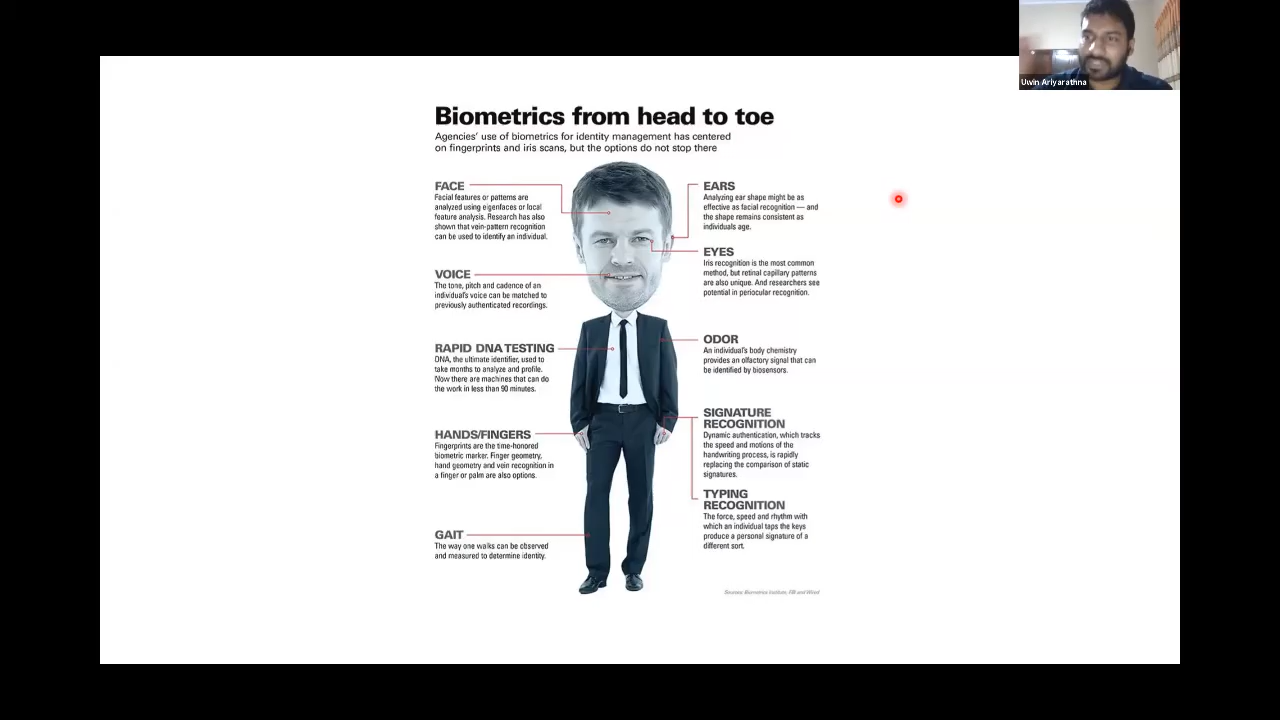 Uwin Ariyarathna
Biometrics from head to toe
Agencies' use of biometrics for identity management has centered
on fingerprints and iris scans, but the options do not stop there
FACE
Facial features or patterns are
analyzed using eigenfaces or local
feature analysis. Research has also
shown that vein-pattern recognition
can be used to identify an individual.
VOICE
The tone, pitch and cadence of an
individual's voice can be matched to
previously authenticated recordings.
RAPID DNA TESTING
DNA, the ultimate identifier, used to
take months to analyze and profile.
Now there are machines that can do
the work in less than 90 minutes.
HANDS/FINGERS
Fingerprints are the time-honored
biometric marker. Finger geometry,
hand geometry and vein recognition in
a finger or palm are also options.
GAIT
The way one walks can be observed
and measured to determine identity.
EARS
Analyzing ear shape might be as
effective as facial recognition — and
the shape remains consistent as
individuals age.
EYES
Iris recognition is the most common
method, but retinal capillary patterns
are also unique. And researchers see
potential in periocular recognition.
ODOR
An individual's body chemistry
provides an olfactory signal that can
be identified by biosensors.
SIGNATURE
RECOGNITION
Dynamic authentication, which tracks
the speed and motions of the
handwriting process, is rapidly
replacing the comparison of static
signatures.
TYPING
RECOGNITION
The force, speed and rhythm with
which an individual taps the keys
produce a personal signature of a
different sort.
Sources: Biometrics Institute, FBI and Wired